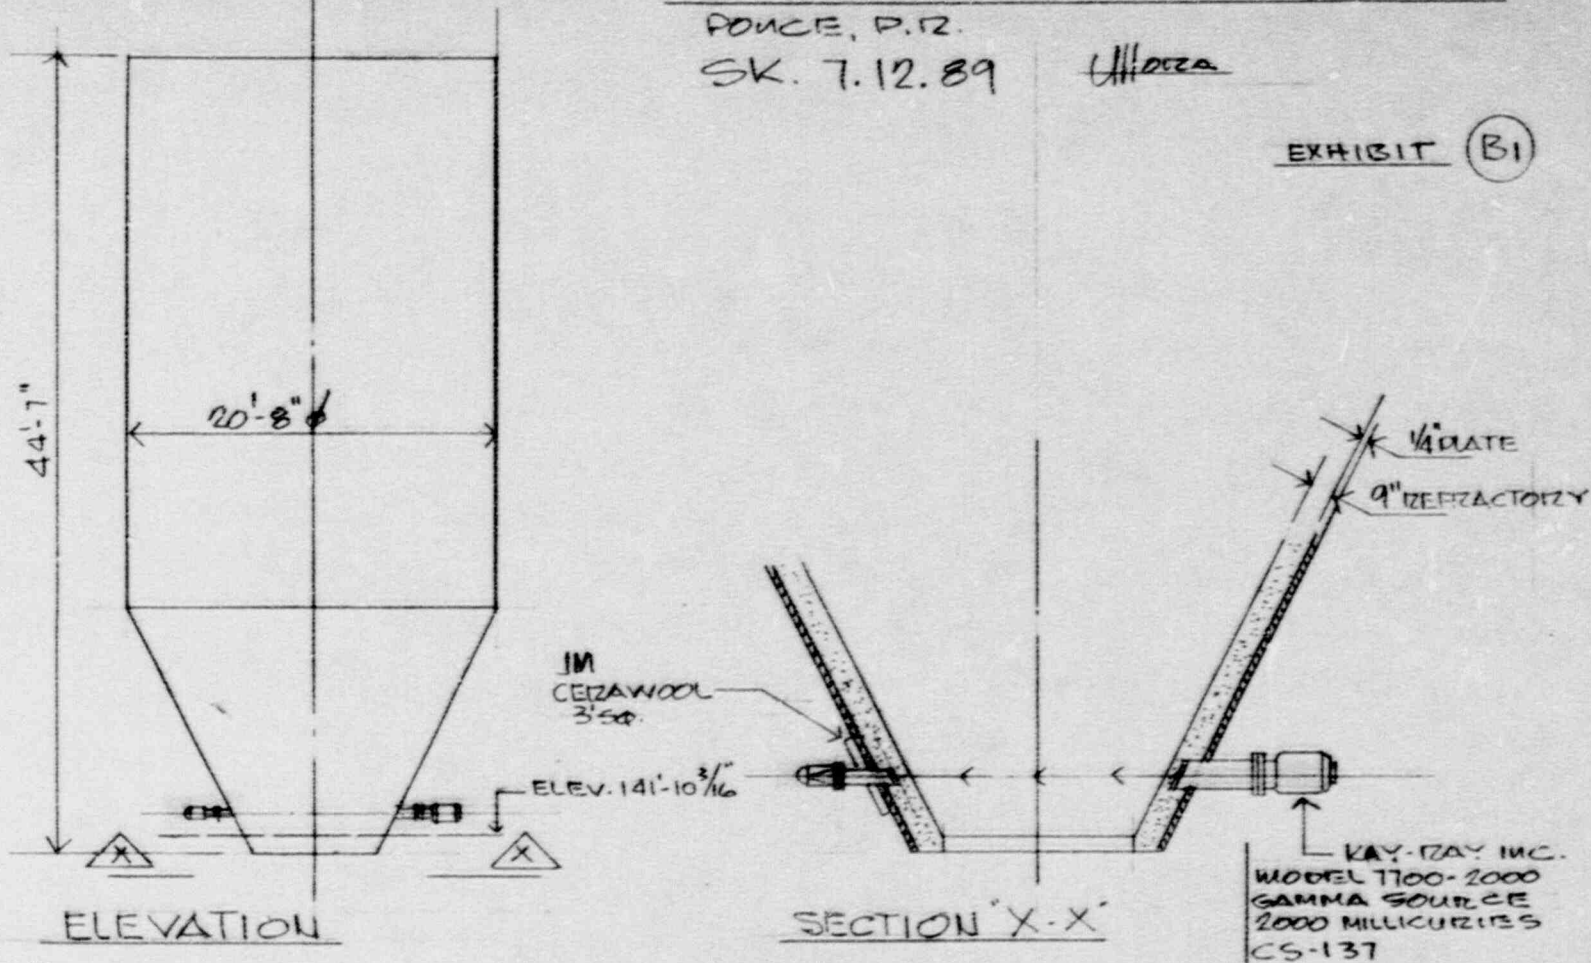 PONCE, P.R.
SK. 7.12.89
EXHIBIT B1
44'-7"
20'-8" ϕ
1/4" PLATE
9" REFRACTORY
JM
CERAWOOL
3'SQ.
ELEV. 141'-10 3/16"
X
X
KAY-RAY INC.
MODEL 7700-2000
GAMMA SOURCE
2000 MILLICURIES
CS-137
ELEVATION
SECTION "X-X"